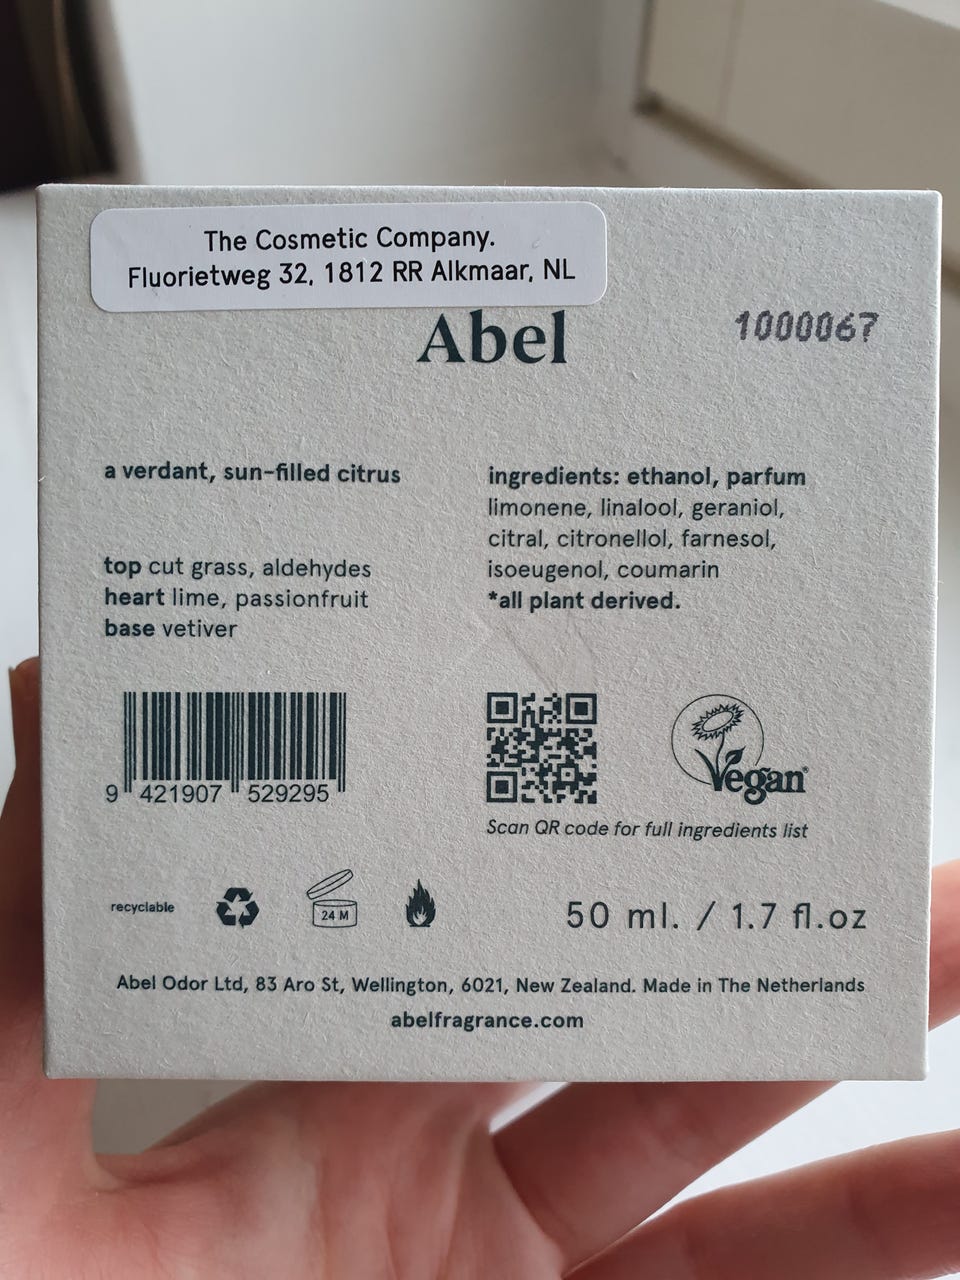 The Cosmetic Company.
Fluorietweg 32, 1812 RR Alkmaar, NL
Abel
1000067
a verdant, sun-filled citrus
top cut grass, aldehydes
heart lime, passionfruit
base vetiver
ingredients: ethanol, parfum
limonene, linalool, geraniol,
citral, citronellol, farnesol,
isoeugenol, coumarin
*all plant derived.
9 421907 529295
Vegan®
Scan QR code for full ingredients list
recyclable
24 M
50 ml. / 1.7 fl.oz
Abel Odor Ltd, 83 Aro St, Wellington, 6021, New Zealand. Made in The Netherlands
abelfragrance.com